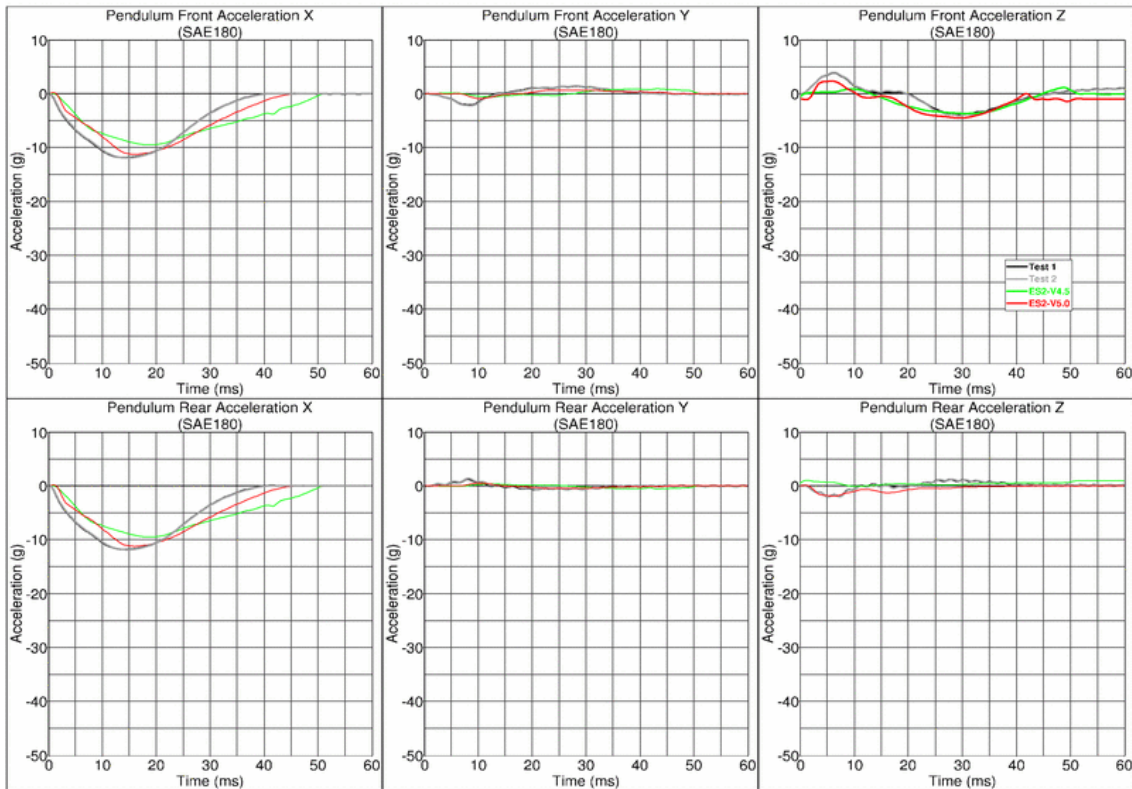 Pendulum Front Acceleration X
(SAE180)
Acceleration (g)
10
0
-10
-20
-30
-40
-50
0 10 20 30 40 50 60
Time (ms)
Pendulum Front Acceleration Y
(SAE180)
Acceleration (g)
10
0
-10
-20
-30
-40
-50
0 10 20 30 40 50 60
Time (ms)
Pendulum Front Acceleration Z
(SAE180)
Acceleration (g)
10
0
-10
-20
-30
-40
-50
Test 1
Test 2
ES2-V4.5
ES2-V5.0
0 10 20 30 40 50 60
Time (ms)
Pendulum Rear Acceleration X
(SAE180)
Acceleration (g)
10
0
-10
-20
-30
-40
-50
0 10 20 30 40 50 60
Time (ms)
Pendulum Rear Acceleration Y
(SAE180)
Acceleration (g)
10
0
-10
-20
-30
-40
-50
0 10 20 30 40 50 60
Time (ms)
Pendulum Rear Acceleration Z
(SAE180)
Acceleration (g)
10
0
-10
-20
-30
-40
-50
0 10 20 30 40 50 60
Time (ms)